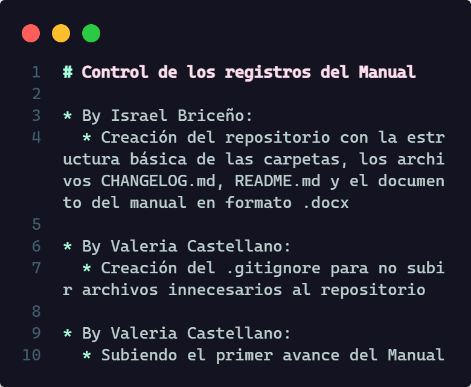 1 # Control de los registros del Manual
2
3 * By Israel Briceño:
4   * Creación del repositorio con la estr
uctura básica de las carpetas, los archi
vos CHANGELOG.md, README.md y el documen
to del manual en formato .docx
5
6 * By Valeria Castellano:
7   * Creación del .gitignore para no subi
r archivos innecesarios al repositorio
8
9 * By Valeria Castellano:
10   * Subiendo el primer avance del Manual